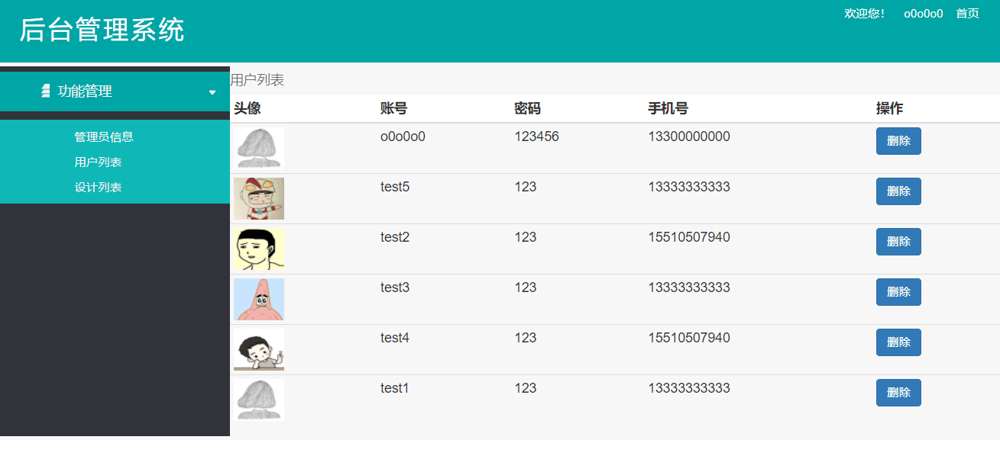 后台管理系统
欢迎您! o0o0o0 首页
功能管理
管理员信息
用户列表
设计列表
用户列表
头像 账号 密码 手机号 操作
o0o0o0 123456 13300000000 删除
test5 123 13333333333 删除
test2 123 15510507940 删除
test3 123 13333333333 删除
test4 123 15510507940 删除
test1 123 13333333333 删除